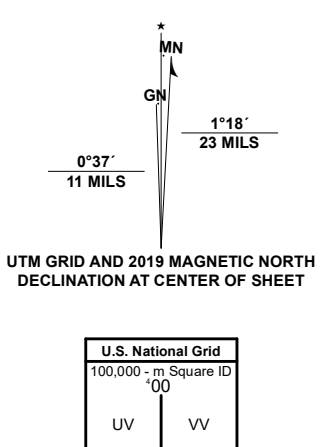 ★
MN
GN
1°18´
23 MILS
0°37´
11 MILS
UTM GRID AND 2019 MAGNETIC NORTH
DECLINATION AT CENTER OF SHEET
U.S. National Grid
100,000 - m Square ID
⁴00
UV VV